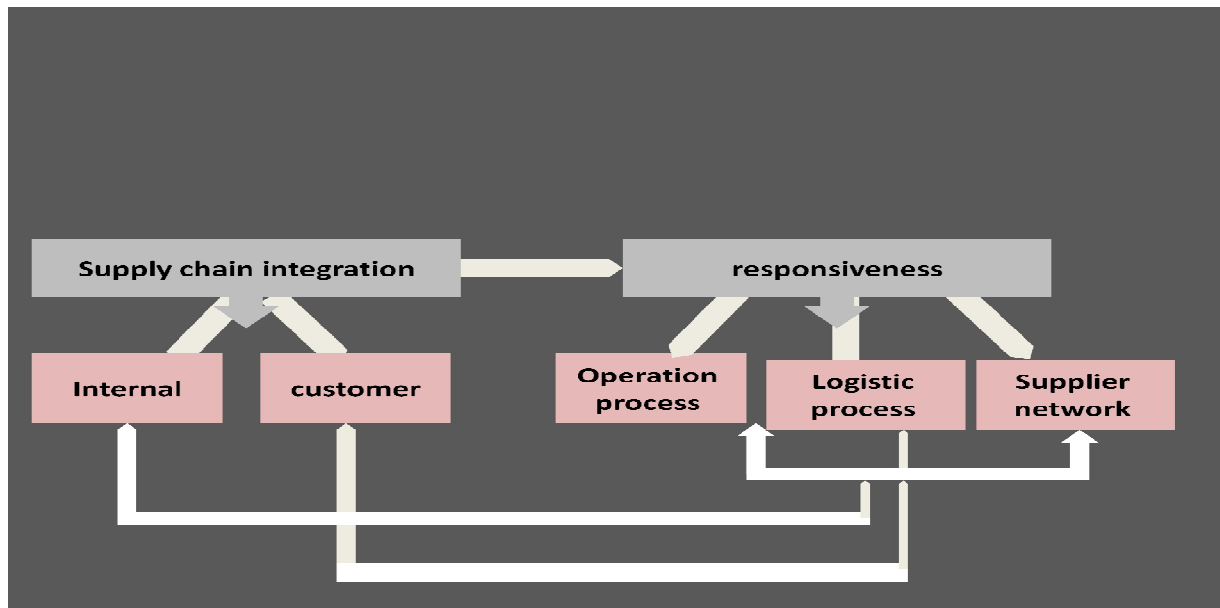 Supply chain integration
responsiveness
Internal
customer
Operation
process
Logistic
process
Supplier
network